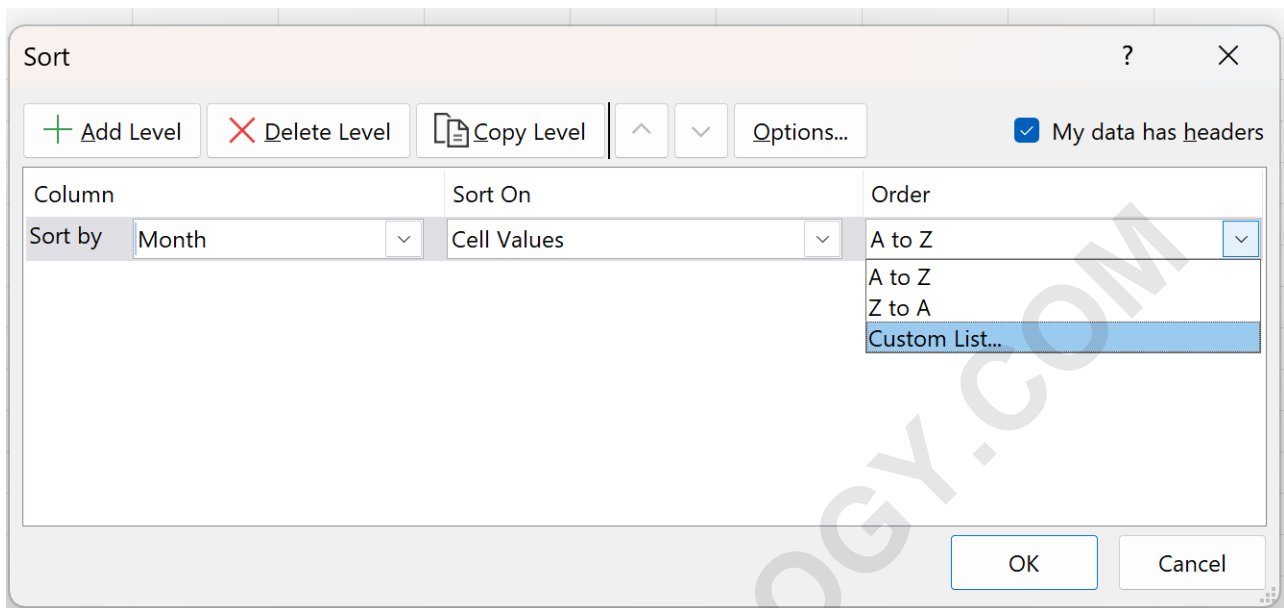 Sort ?
Add Level Delete Level Copy Level Options... My data has headers
Column Sort On Order
Sort by Month Cell Values A to Z
A to Z
Z to A
Custom List...
OGY.COM
OK Cancel